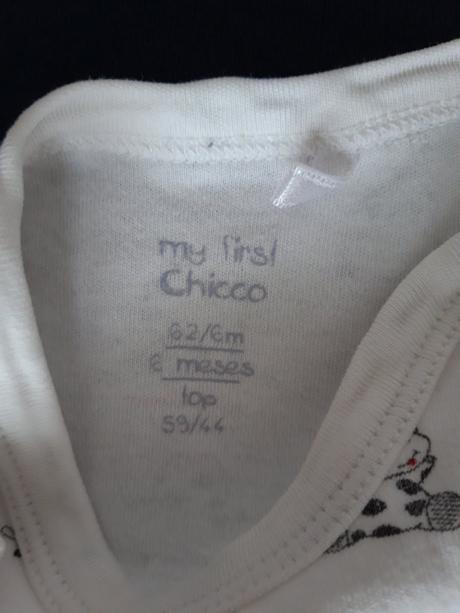 my first
Chicco
62/6m
6 meses
top
59/44